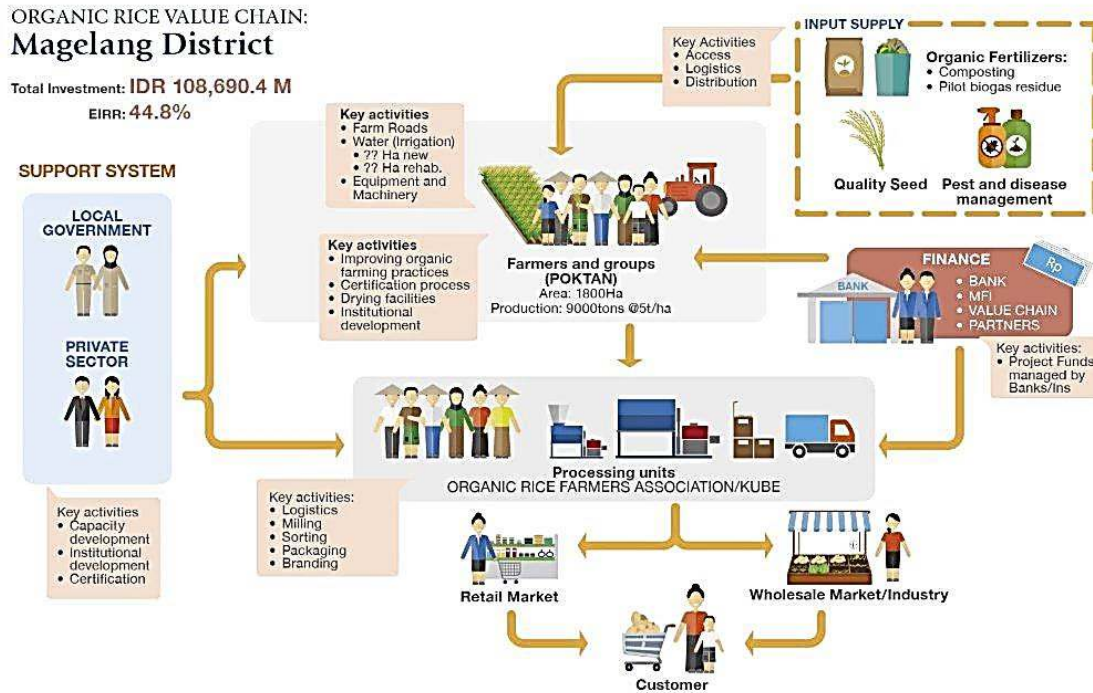 ORGANIC RICE VALUE CHAIN:
Magelang District
Total Investment: IDR 108,690.4 M
EIRR: 44.8%
SUPPORT SYSTEM
LOCAL
GOVERNMENT
PRIVATE
SECTOR
Key activities
• Capacity
development
• Institutional
development
• Certification
Key activities
• Farm Roads
• Water (Irrigation)
• ?? Ha new
• ?? Ha rehab.
• Equipment and
Machinery
Key activities
• Improving organic
farming practices
• Certification process
• Drying facilities
• Institutional
development
Farmers and groups
(POKTAN)
Area: 1800Ha
Production: 9000tons @5t/ha
Key Activities
• Access
• Logistics
• Distribution
INPUT SUPPLY
Organic Fertilizers:
• Composting
• Pilot biogas residue
Quality Seed
Pest and disease
management
FINANCE
• BANK
• MFI
• VALUE CHAIN
• PARTNERS
BANK
Rp
Key activities:
• Project Funds
managed by
Banks/Ins
Processing units
ORGANIC RICE FARMERS ASSOCIATION/KUBE
Key activities:
• Logistics
• Milling
• Sorting
• Packaging
• Branding
Retail Market
Wholesale Market/Industry
Customer